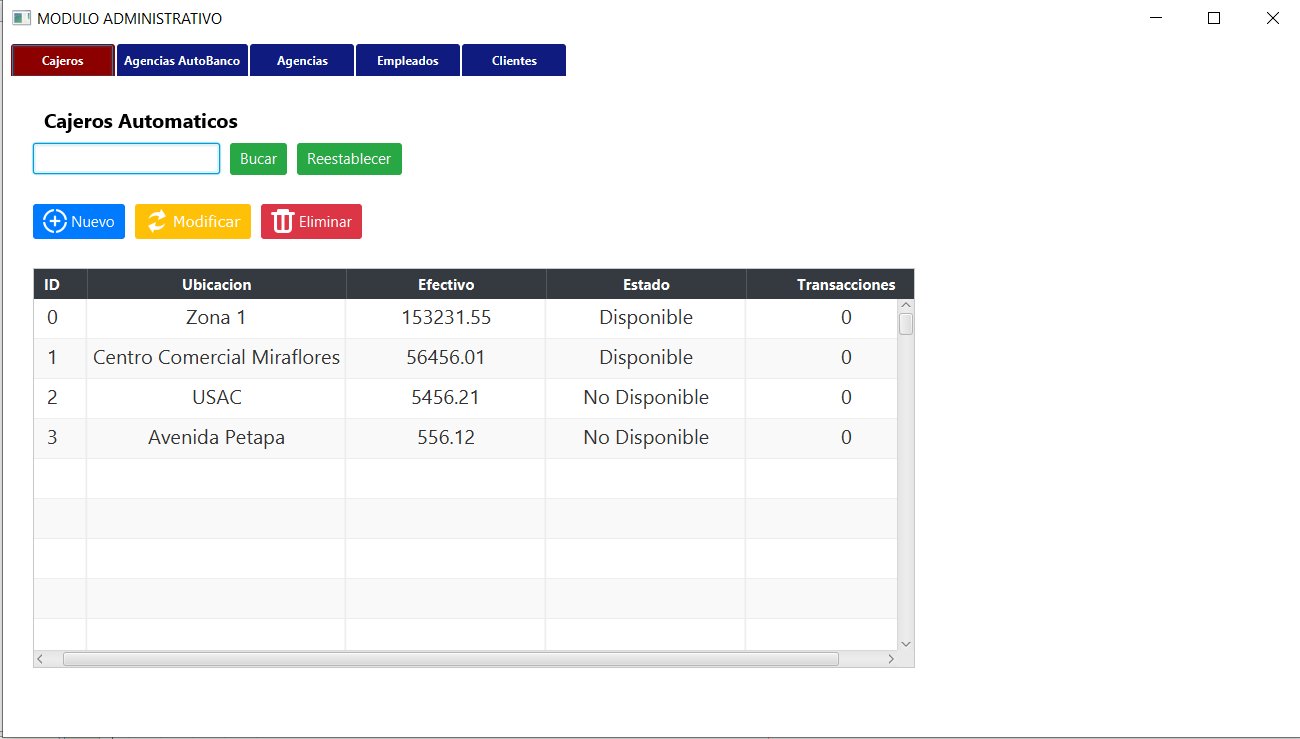 MODULO ADMINISTRATIVO
Cajeros Agencias AutoBanco Agencias Empleados Clientes
Cajeros Automaticos
Bucar Reestablecer
Nuevo Modificar Eliminar
ID Ubicacion Efectivo Estado Transacciones
0 Zona 1 153231.55 Disponible 0
1 Centro Comercial Miraflores 56456.01 Disponible 0
2 USAC 5456.21 No Disponible 0
3 Avenida Petapa 556.12 No Disponible 0